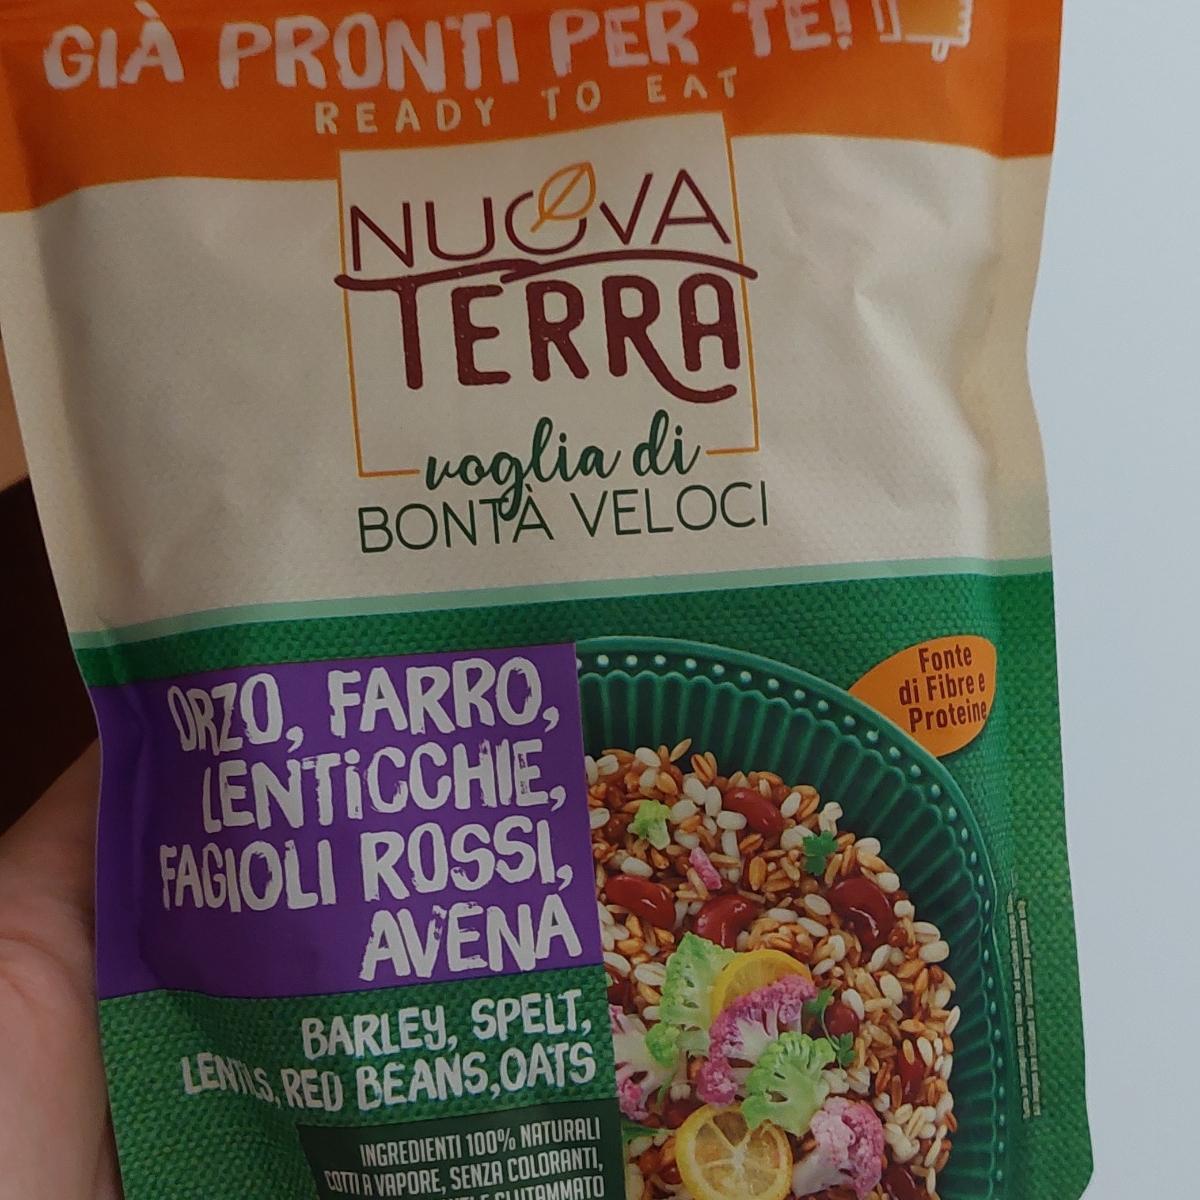 GIÀ PRONTI PER TE!
READY TO EAT
NUOVA
TERRA
voglia di
BONTÀ VELOCI
Fonte
di Fibre e
Proteine
ORZO, FARRO,
LENTiCCHIE,
FAGIOLI ROSSI,
AVENA
BARLEY, SPELT,
LENTILS, RED BEANS,OATS
INGREDIENTI 100% NATURALI
COTTI A VAPORE, SENZA COLORANTI,
GLUTAMMATO